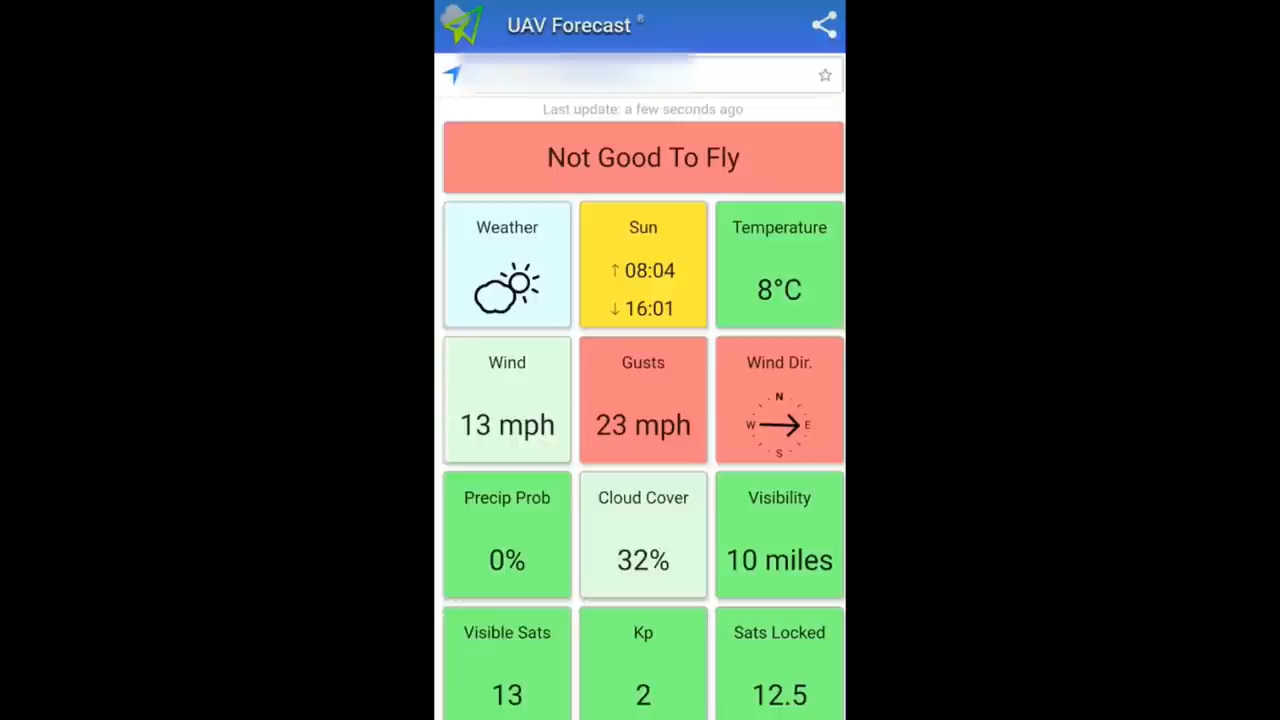 UAV Forecast ®
Last update: a few seconds ago
Not Good To Fly
Weather
Sun
↑ 08:04
↓ 16:01
Temperature
8°C
Wind
13 mph
Gusts
23 mph
Wind Dir.
N
W E
S
Precip Prob
0%
Cloud Cover
32%
Visibility
10 miles
Visible Sats
13
Kp
2
Sats Locked
12.5